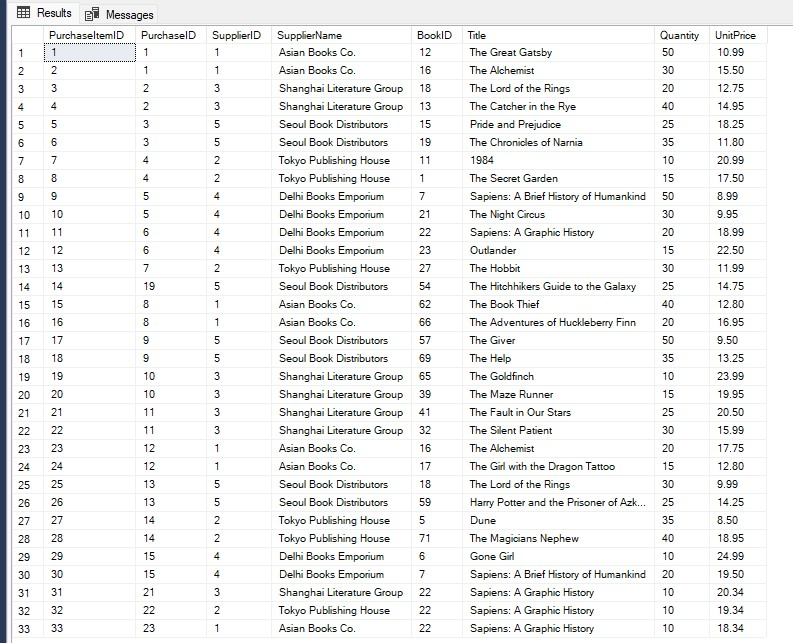 Results Messages
PurchaseItemID PurchaseID SupplierID SupplierName BookID Title Quantity UnitPrice
1 1 1 1 Asian Books Co. 12 The Great Gatsby 50 10.99
2 2 1 1 Asian Books Co. 16 The Alchemist 30 15.50
3 3 2 3 Shanghai Literature Group 18 The Lord of the Rings 20 12.75
4 4 2 3 Shanghai Literature Group 13 The Catcher in the Rye 40 14.95
5 5 3 5 Seoul Book Distributors 15 Pride and Prejudice 25 18.25
6 6 3 5 Seoul Book Distributors 19 The Chronicles of Narnia 35 11.80
7 7 4 2 Tokyo Publishing House 11 1984 10 20.99
8 8 4 2 Tokyo Publishing House 1 The Secret Garden 15 17.50
9 9 5 4 Delhi Books Emporium 7 Sapiens: A Brief History of Humankind 50 8.99
10 10 5 4 Delhi Books Emporium 21 The Night Circus 30 9.95
11 11 6 4 Delhi Books Emporium 22 Sapiens: A Graphic History 20 18.99
12 12 6 4 Delhi Books Emporium 23 Outlander 15 22.50
13 13 7 2 Tokyo Publishing House 27 The Hobbit 30 11.99
14 14 19 5 Seoul Book Distributors 54 The Hitchhikers Guide to the Galaxy 25 14.75
15 15 8 1 Asian Books Co. 62 The Book Thief 40 12.80
16 16 8 1 Asian Books Co. 66 The Adventures of Huckleberry Finn 20 16.95
17 17 9 5 Seoul Book Distributors 57 The Giver 50 9.50
18 18 9 5 Seoul Book Distributors 69 The Help 35 13.25
19 19 10 3 Shanghai Literature Group 65 The Goldfinch 10 23.99
20 20 10 3 Shanghai Literature Group 39 The Maze Runner 15 19.95
21 21 11 3 Shanghai Literature Group 41 The Fault in Our Stars 25 20.50
22 22 11 3 Shanghai Literature Group 32 The Silent Patient 30 15.99
23 23 12 1 Asian Books Co. 16 The Alchemist 20 17.75
24 24 12 1 Asian Books Co. 17 The Girl with the Dragon Tattoo 15 12.80
25 25 13 5 Seoul Book Distributors 18 The Lord of the Rings 30 9.99
26 26 13 5 Seoul Book Distributors 59 Harry Potter and the Prisoner of Azk... 25 14.25
27 27 14 2 Tokyo Publishing House 5 Dune 35 8.50
28 28 14 2 Tokyo Publishing House 71 The Magicians Nephew 40 18.95
29 29 15 4 Delhi Books Emporium 6 Gone Girl 10 24.99
30 30 15 4 Delhi Books Emporium 7 Sapiens: A Brief History of Humankind 20 19.50
31 31 21 3 Shanghai Literature Group 22 Sapiens: A Graphic History 10 20.34
32 32 22 2 Tokyo Publishing House 22 Sapiens: A Graphic History 10 19.34
33 33 23 1 Asian Books Co. 22 Sapiens: A Graphic History 10 18.34